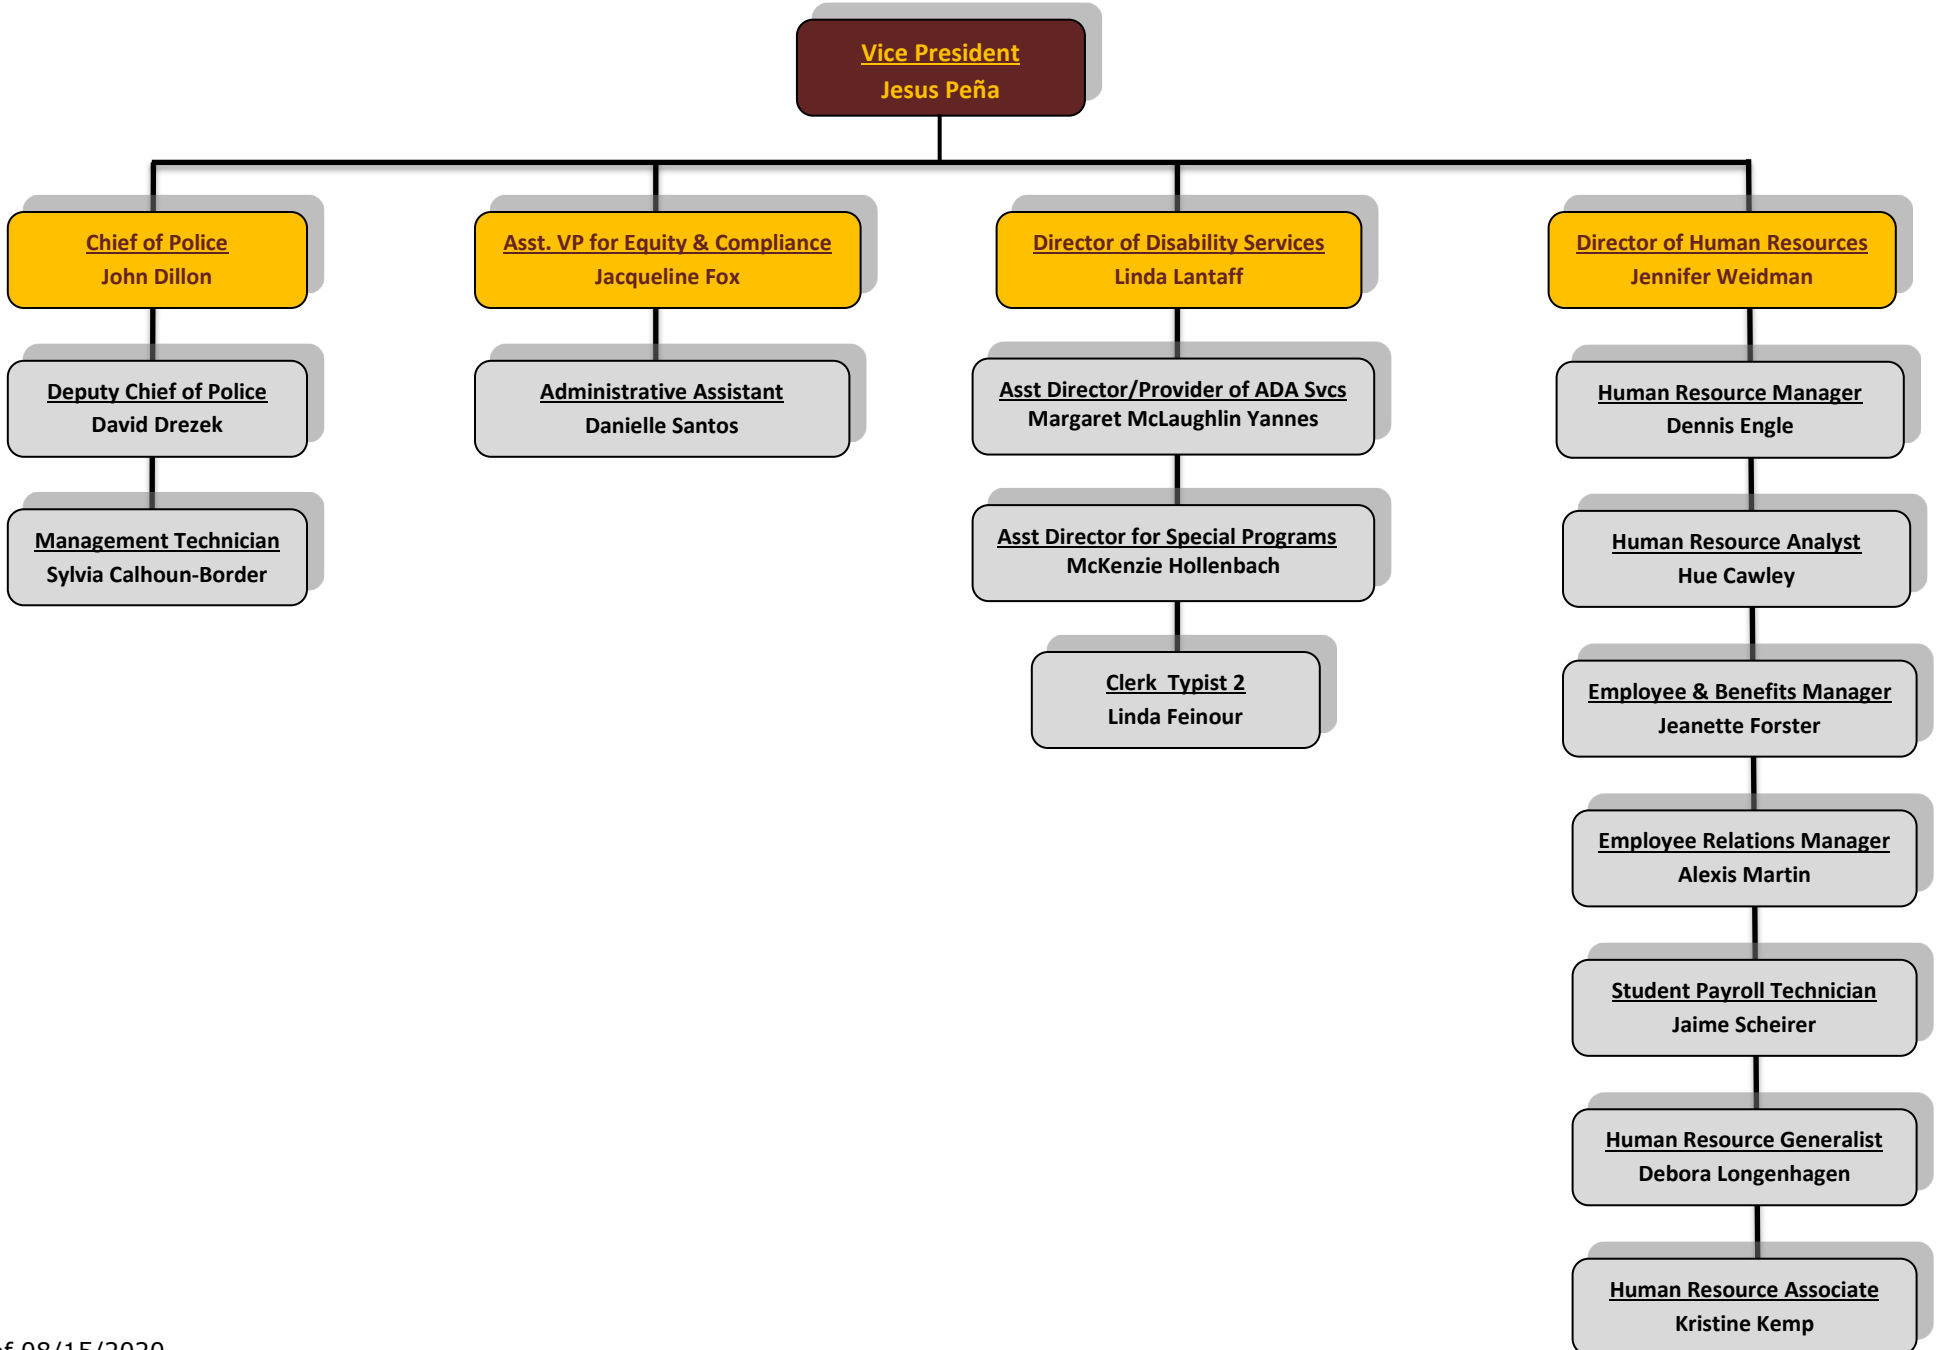 Vice President
Jesus Peña
Chief of Police
John Dillon
Asst. VP for Equity & Compliance
Jacqueline Fox
Director of Disability Services
Linda Lantaff
Director of Human Resources
Jennifer Weidman
Deputy Chief of Police
David Drezek
Administrative Assistant
Danielle Santos
Asst Director/Provider of ADA Svcs
Margaret McLaughlin Yannes
Human Resource Manager
Dennis Engle
Management Technician
Sylvia Calhoun-Border
Asst Director for Special Programs
McKenzie Hollenbach
Human Resource Analyst
Hue Cawley
Clerk  Typist 2
Linda Feinour
Employee & Benefits Manager
Jeanette Forster
Employee Relations Manager
Alexis Martin
Student Payroll Technician
Jaime Scheirer
Human Resource Generalist
Debora Longenhagen
Human Resource Associate
Kristine Kemp
08/15/2020